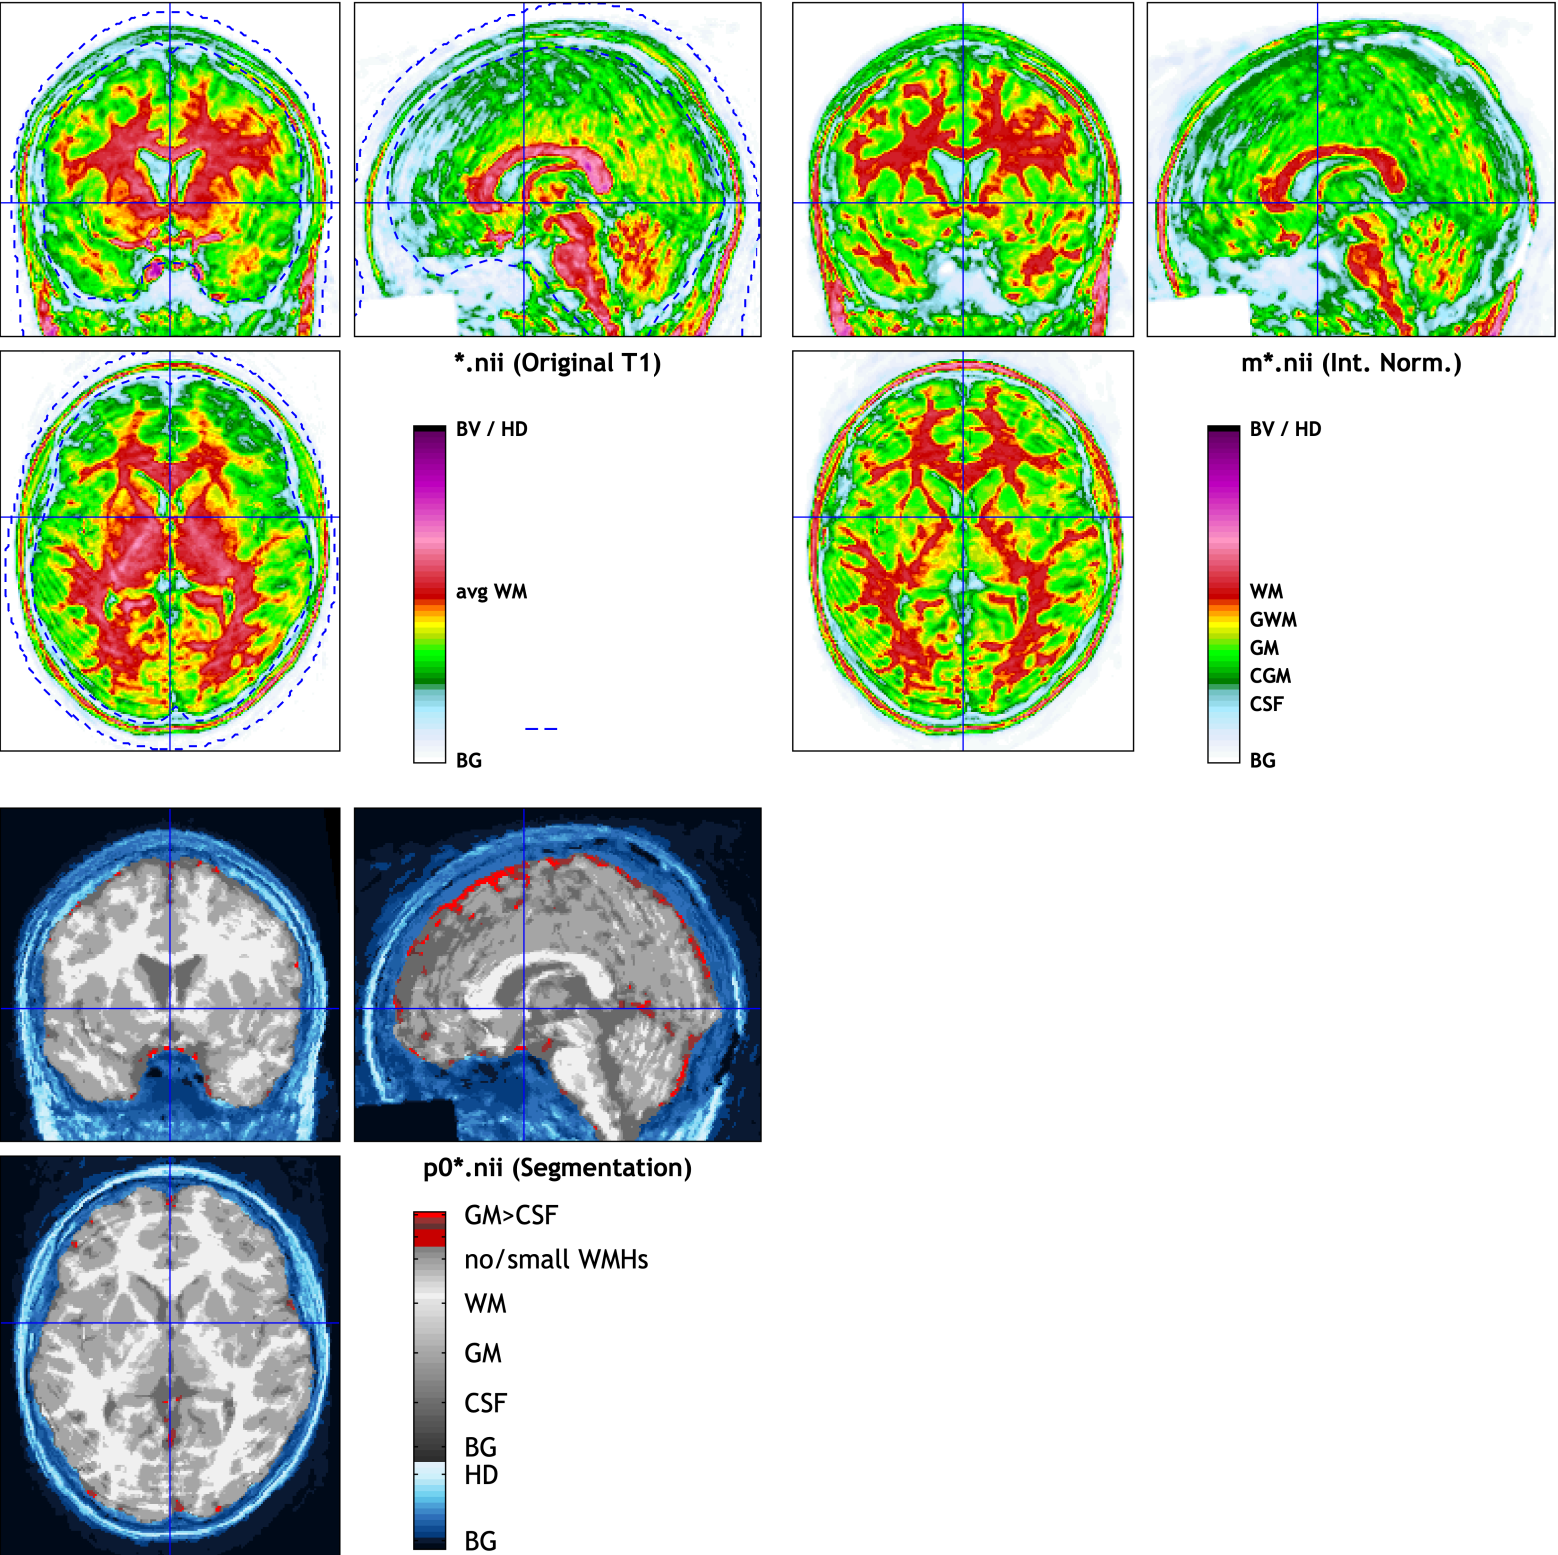 *.nii (Original T1)
BV / HD
avg WM
BG
m*.nii (Int. Norm.)
BV / HD
WM
GWM
GM
CGM
CSF
BG
p0*.nii (Segmentation)
GM>CSF
no/small WMHs
WM
GM
CSF
BG
HD
BG